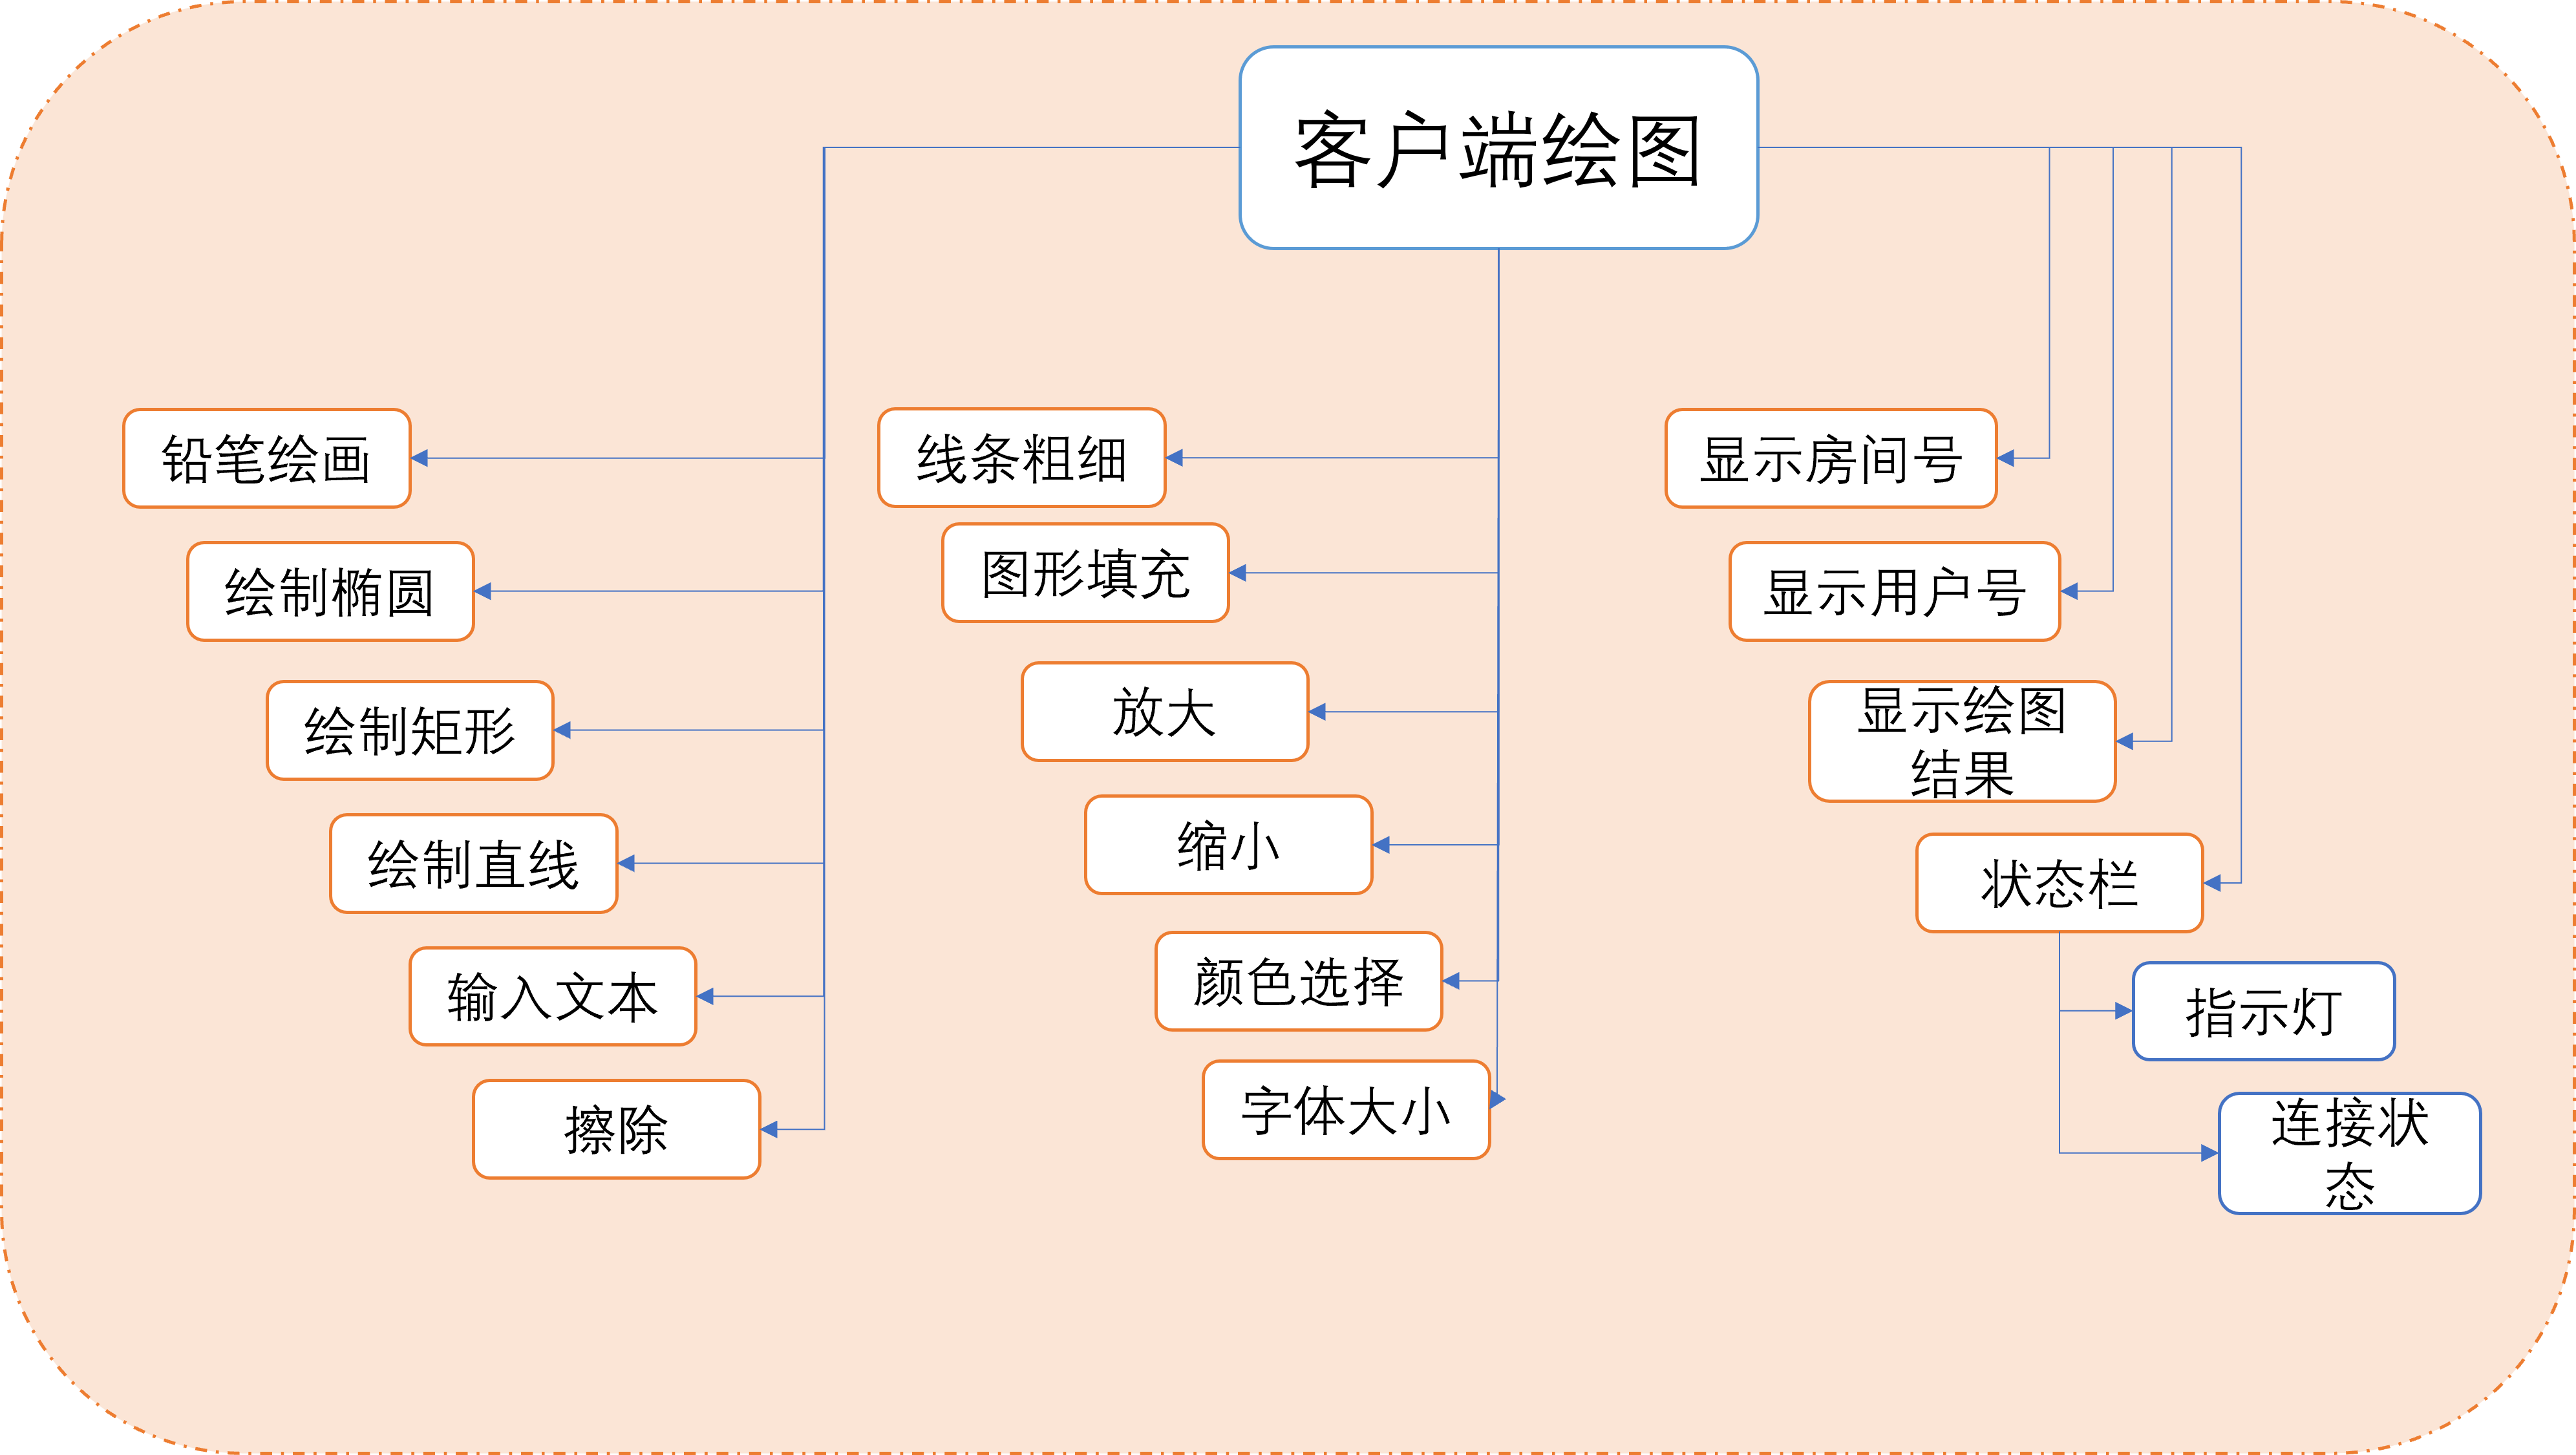 客户端绘图
铅笔绘画
绘制椭圆
绘制矩形
绘制直线
输入文本
擦除
线条粗细
图形填充
放大
缩小
颜色选择
字体大小
显示房间号
显示用户号
显示绘图
结果
状态栏
指示灯
连接状
态